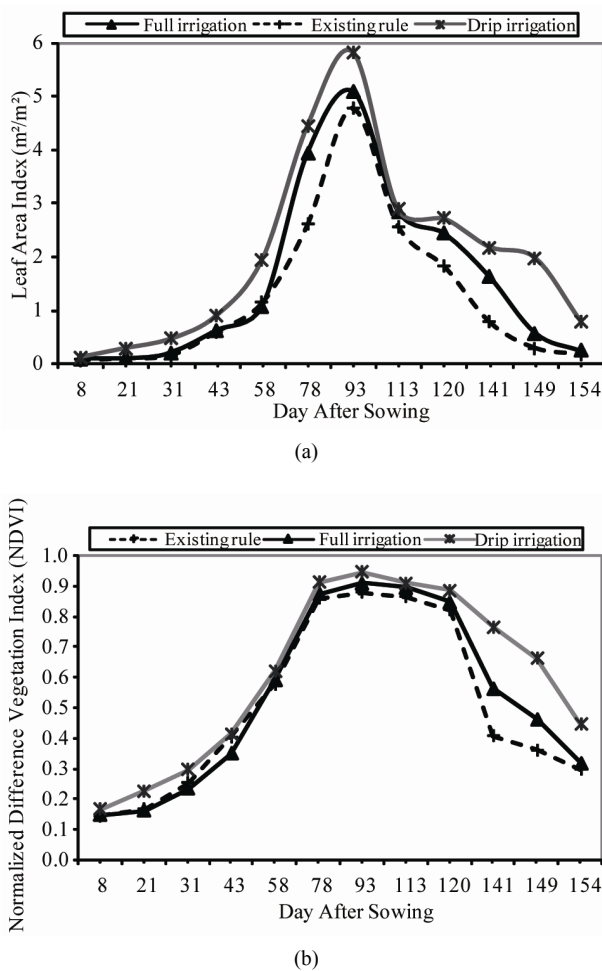 Full irrigation Existing rule Drip irrigation
6
5
4
3
2
1
0
Leaf Area Index (m²/m²)
8 21 31 43 58 78 93 113 120 141 149 154
Day After Sowing
(a)
Existing rule Full irrigation Drip irrigation
1.0
0.9
0.8
0.7
0.6
0.5
0.4
0.3
0.2
0.1
0.0
Normalized Difference Vegetation Index (NDVI)
8 21 31 43 58 78 93 113 120 141 149 154
Day After Sowing
(b)